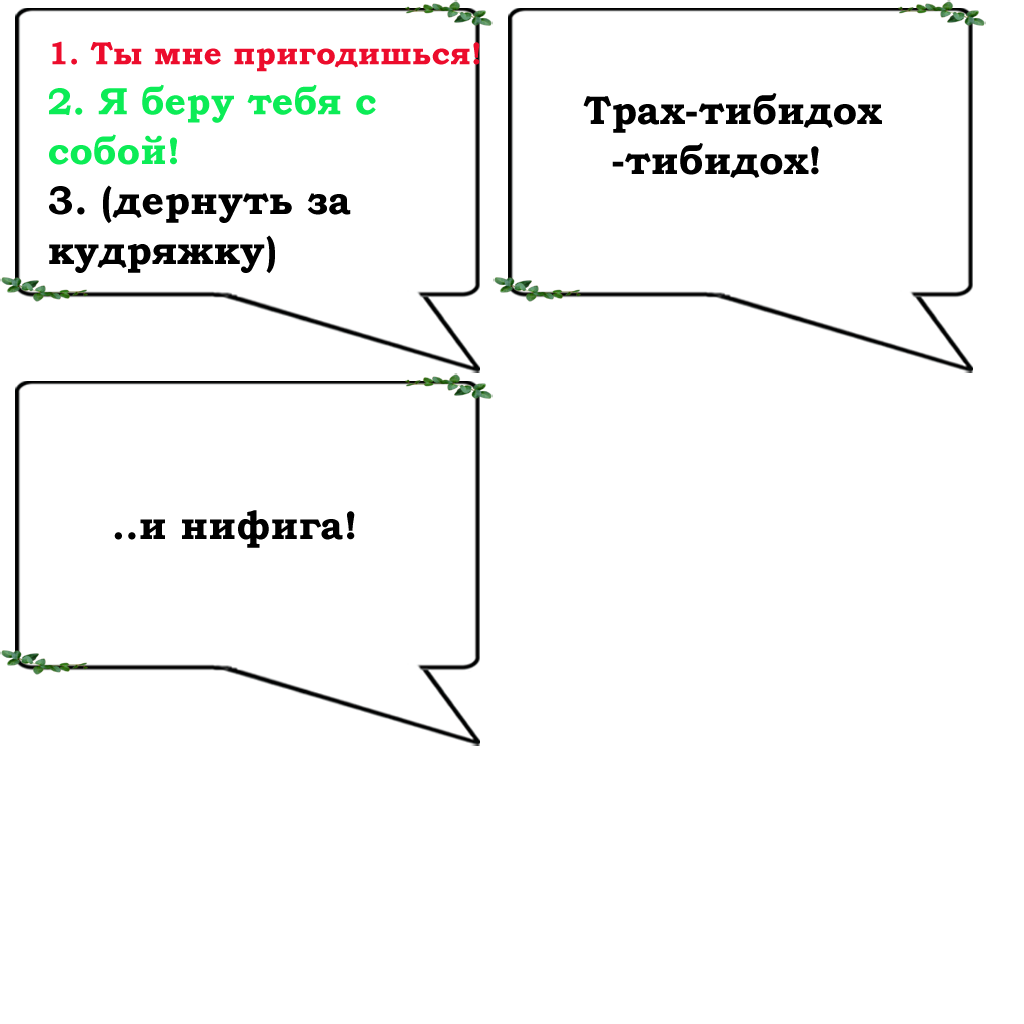 1. Ты мне пригодишься!
2. Я беру тебя с
собой!
3. (дернуть за
кудряжку)
Трах-тибидох
-тибидох!
..и нифига!